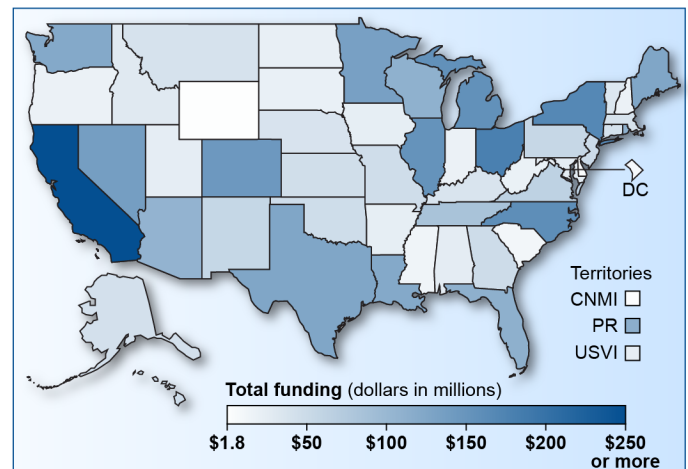 DC
Territories
CNMI
PR
USVI
Total funding (dollars in millions)
$1.8 $50 $100 $150 $200 $250
or more